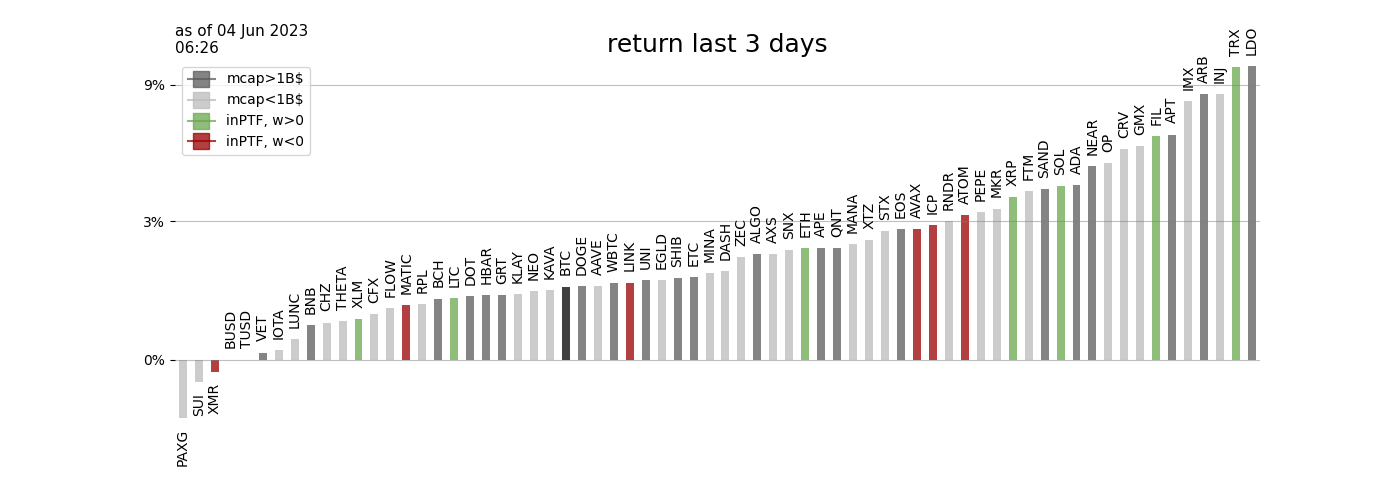 as of 04 Jun 2023
06:26
return last 3 days
mcap>1B$
mcap<1B$
inPTF, w>0
inPTF, w<0
9%
3%
0%
PAXG
SUI
XMR
BUSD
TUSD
VET
IOTA
LUNC
BNB
CHZ
THETA
XLM
CFX
FLOW
MATIC
RPL
BCH
LTC
DOT
HBAR
GRT
KLAY
NEO
KAVA
BTC
DOGE
AAVE
WBTC
LINK
UNI
EGLD
SHIB
ETC
MINA
DASH
ZEC
ALGO
AXS
SNX
ETH
APE
QNT
MANA
XTZ
STX
EOS
AVAX
ICP
RNDR
ATOM
PEPE
MKR
XRP
FTM
SAND
SOL
ADA
NEAR
OP
CRV
GMX
FIL
APT
IMX
ARB
INJ
TRX
LDO